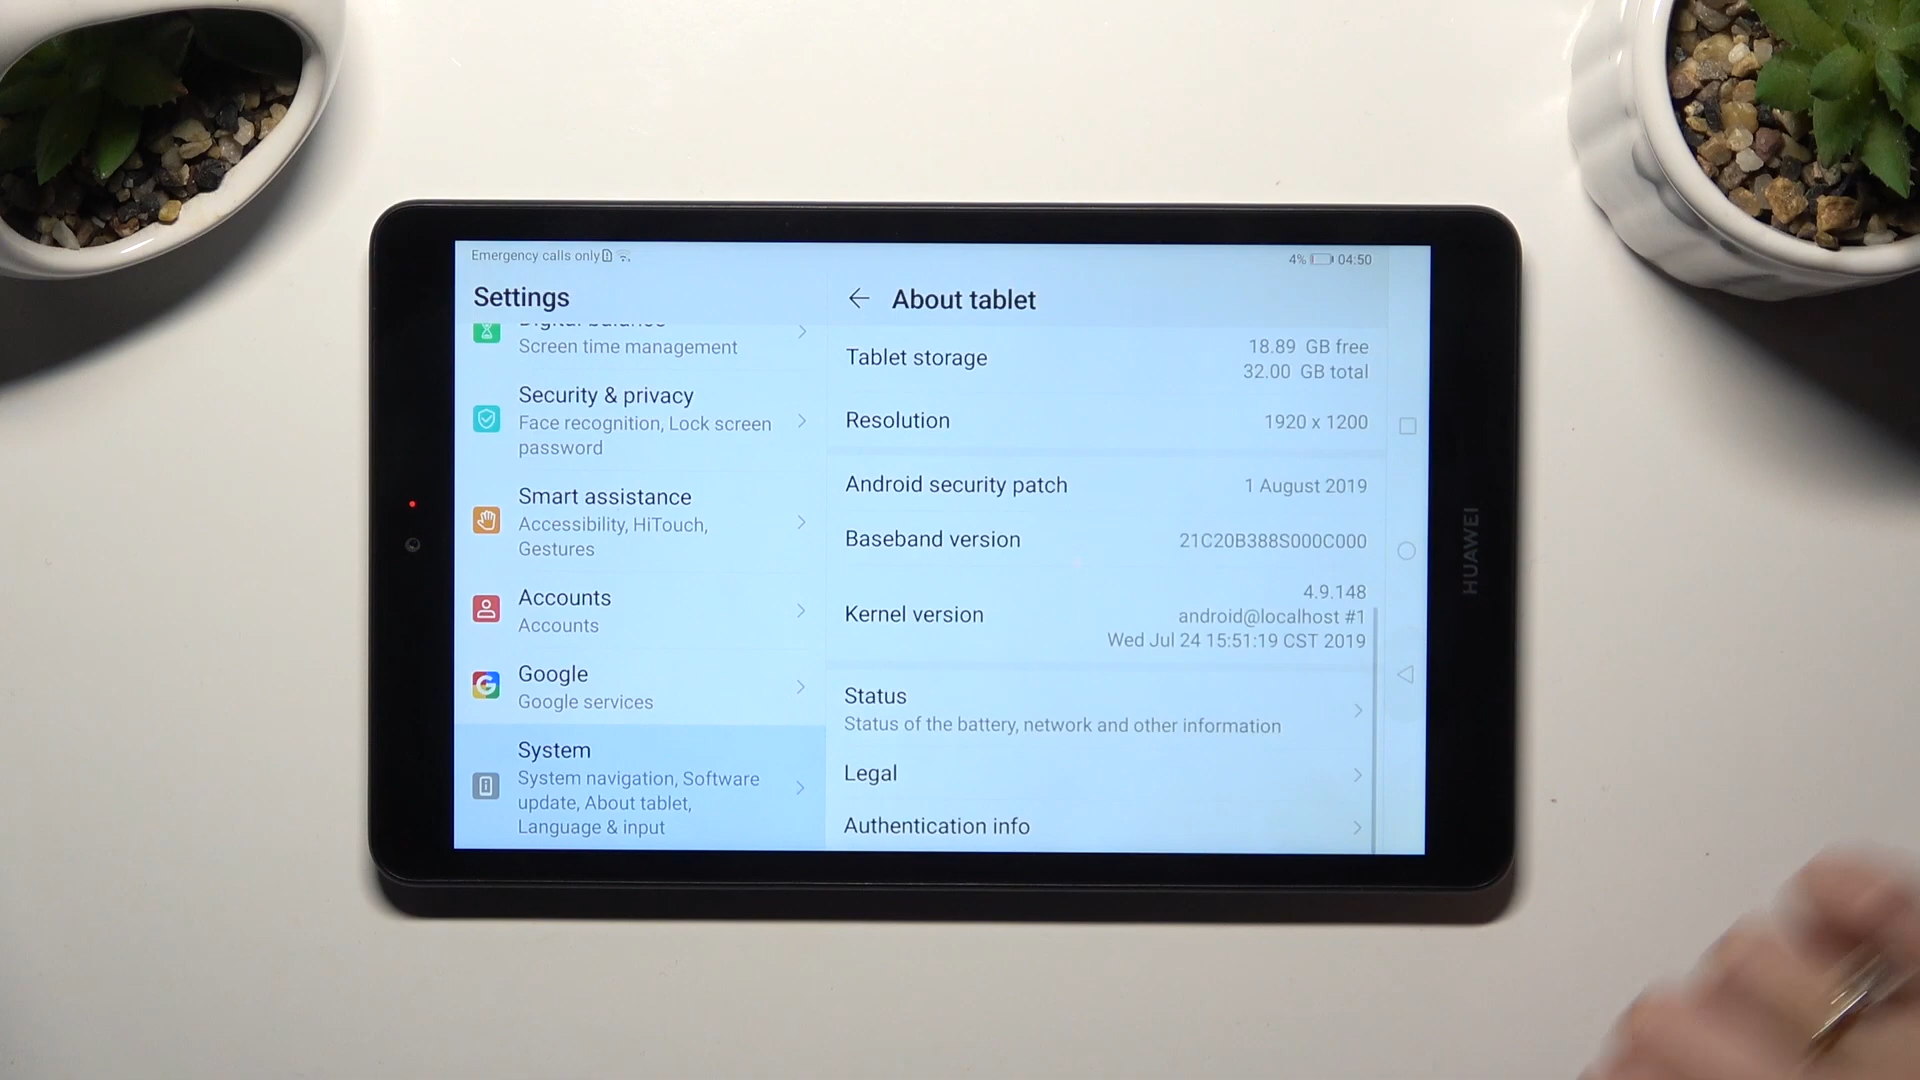 Emergency calls only
4%
04:50
Settings
Screen time management
Security & privacy
Face recognition, Lock screen
password
Smart assistance
Accessibility, HiTouch,
Gestures
Accounts
Accounts
Google
Google services
System
System navigation, Software
update, About tablet,
Language & input
About tablet
Tablet storage
18.89 GB free
32.00 GB total
Resolution
1920 x 1200
Android security patch
1 August 2019
Baseband version
21C20B388S000C000
Kernel version
4.9.148
android@localhost #1
Wed Jul 24 15:51:19 CST 2019
Status
Status of the battery, network and other information
Legal
Authentication info
HUAWEI